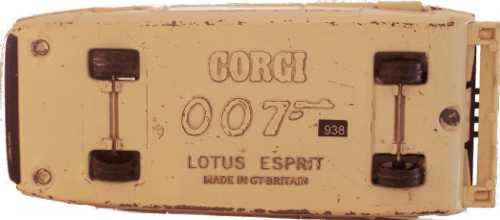 CORGI
007
938
LOTUS ESPRIT
MADE IN GT BRITAIN